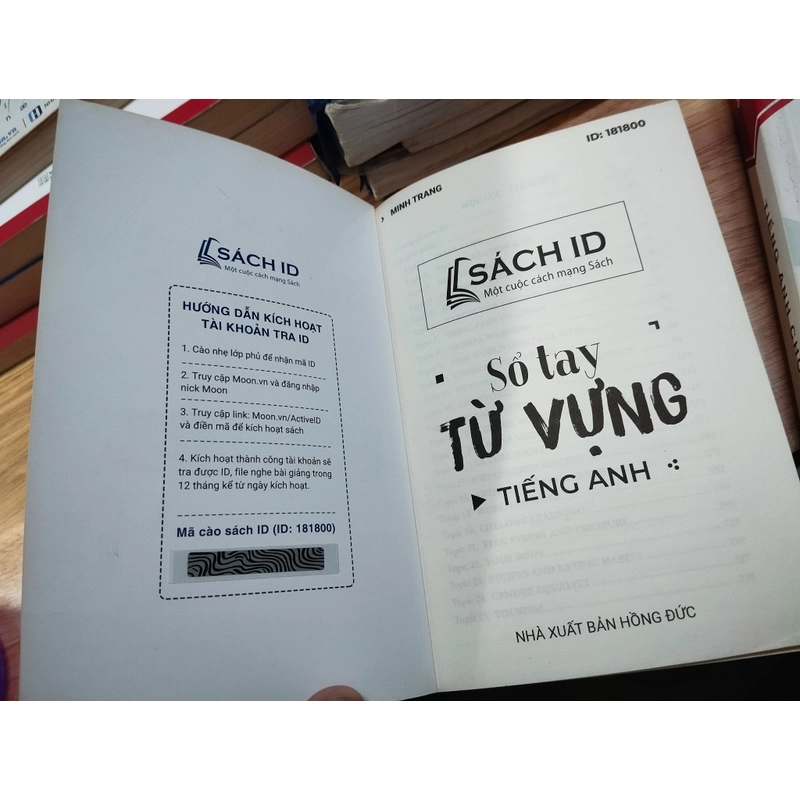 SÁCH ID
Một cuộc cách mạng Sách
HƯỚNG DẪN KÍCH HOẠT
TÀI KHOẢN TRA ID
1. Cào nhẹ lớp phủ để nhận mã ID
2. Truy cập Moon.vn và đăng nhập
nick Moon
3. Truy cập link: Moon.vn/ActiveID
và điền mã để kích hoạt sách
4. Kích hoạt thành công tài khoản sẽ
tra được ID, file nghe bài giảng trong
12 tháng kể từ ngày kích hoạt.
Mã cào sách ID (ID: 181800)
ID: 181800
MINH TRANG
SÁCH ID
Một cuộc cách mạng Sách
Sổ tay
TỪ VỰNG
TIẾNG ANH
NHÀ XUẤT BẢN HỒNG ĐỨC
TIẾNG ANH